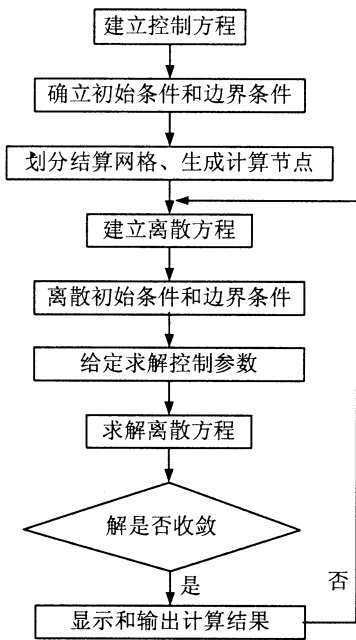 建立控制方程
确立初始条件和边界条件
划分结算网格、生成计算节点
建立离散方程
离散初始条件和边界条件
给定求解控制参数
求解离散方程
解是否收敛
是
否
显示和输出计算结果